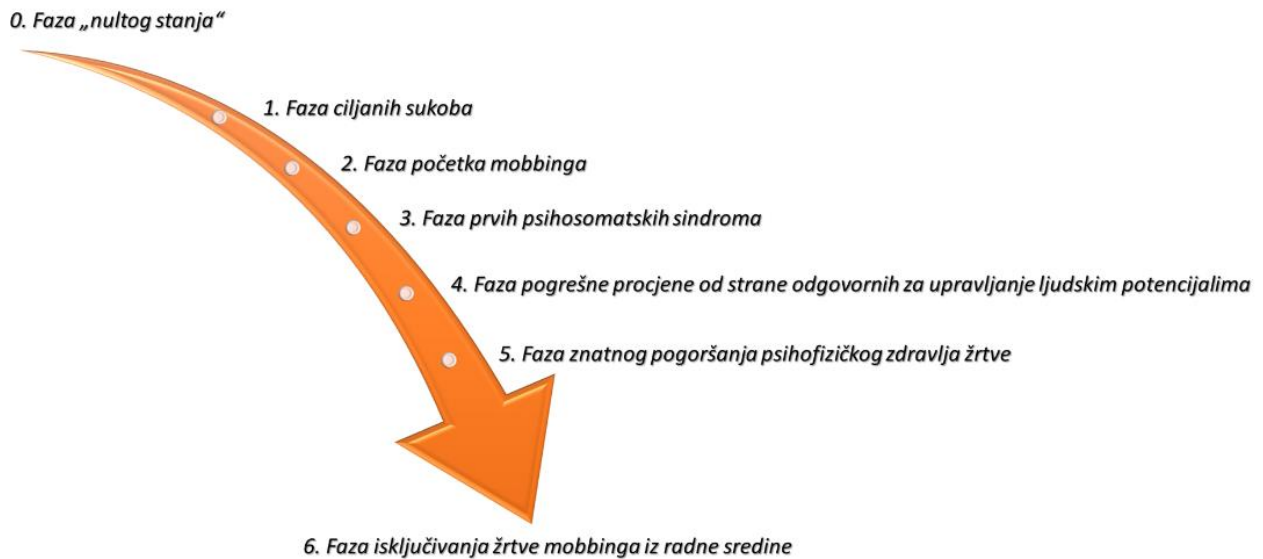 0. Faza „nultog stanja“
1. Faza ciljanih sukoba
2. Faza početka mobbinga
3. Faza prvih psihosomatskih sindroma
4. Faza pogrešne procjene od strane odgovornih za upravljanje ljudskim potencijalima
5. Faza znatnog pogoršanja psihofizičkog zdravlja žrtve
6. Faza isključivanja žrtve mobbinga iz radne sredine